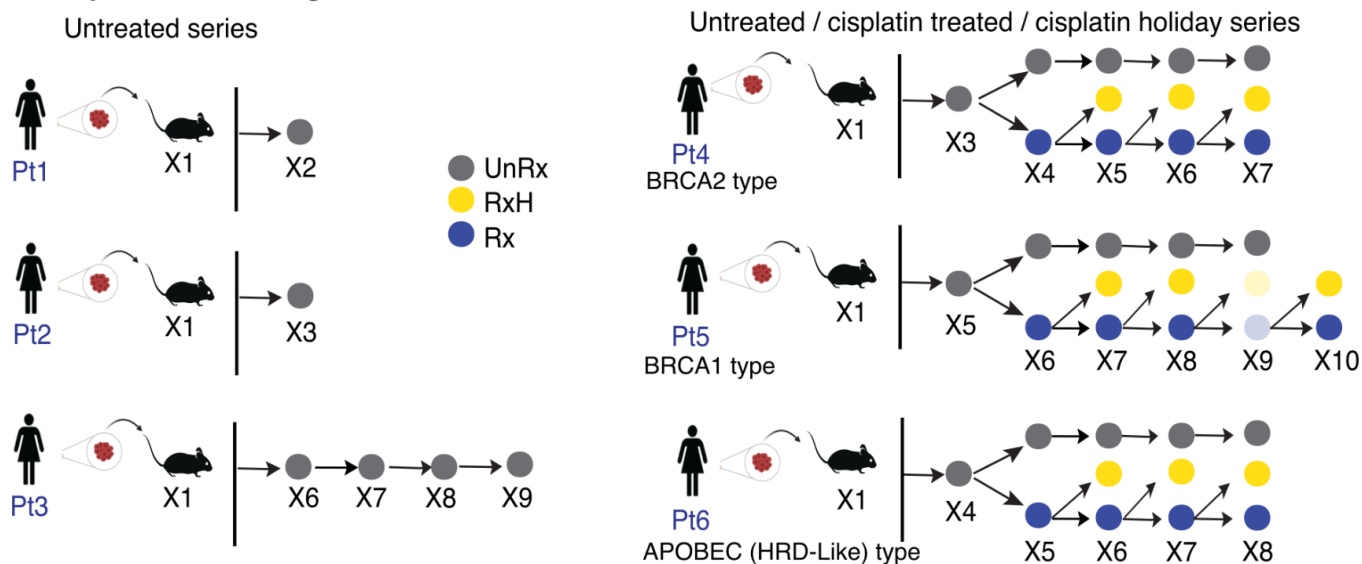 Untreated series
Pt1
X1
X2
UnRx
RxH
Rx
Pt2
X1
X3
Pt3
X1
X6 X7 X8 X9
Untreated / cisplatin treated / cisplatin holiday series
Pt4
BRCA2 type
X1
X3
X4 X5 X6 X7
Pt5
BRCA1 type
X1
X5
X6 X7 X8 X9 X10
Pt6
APOBEC (HRD-Like) type
X1
X4
X5 X6 X7 X8